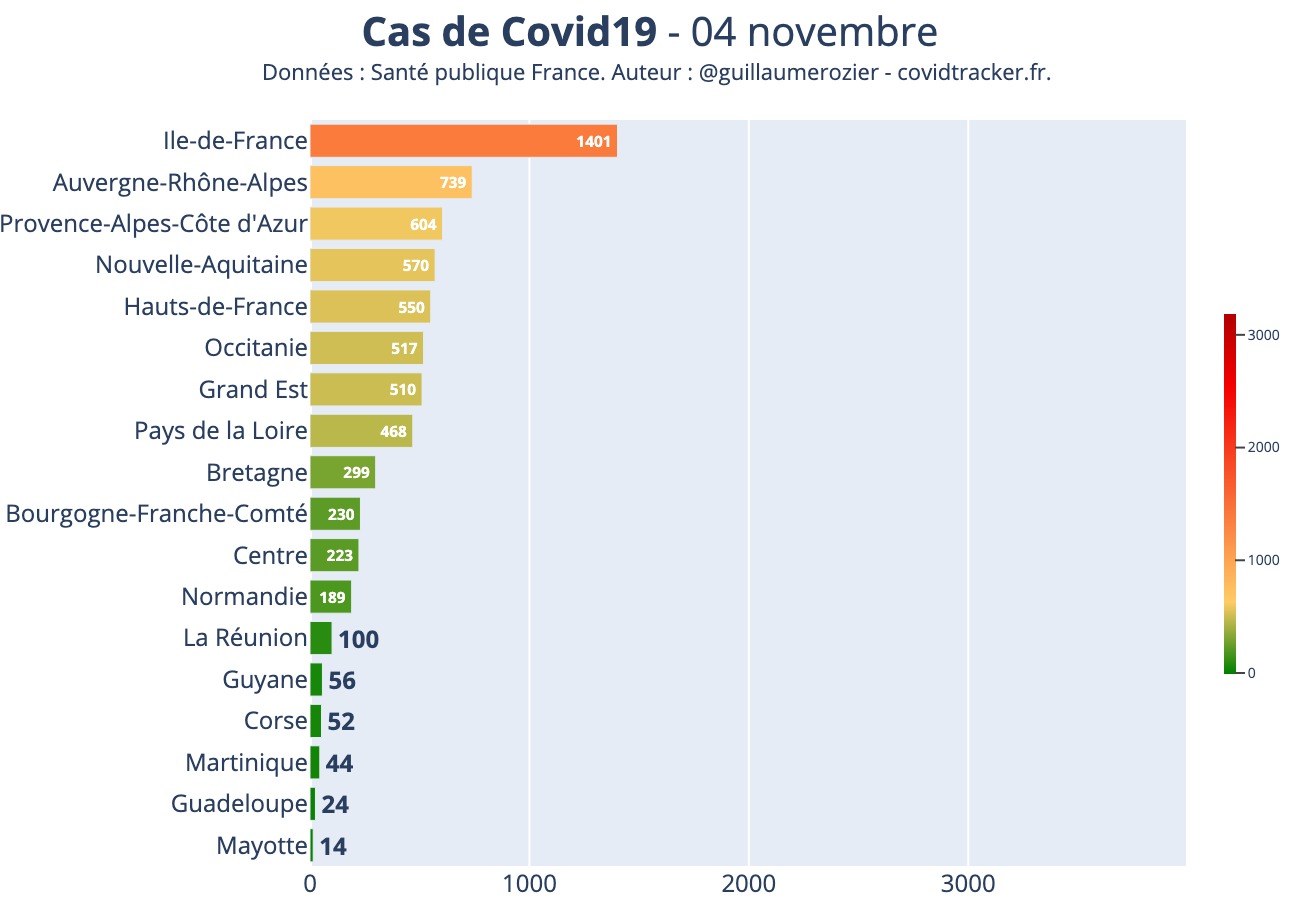 Cas de Covid19 - 04 novembre
Données : Santé publique France. Auteur : @guillaumerozier - covidtracker.fr.
Ile-de-France 1401
Auvergne-Rhône-Alpes 739
Provence-Alpes-Côte d'Azur 604
Nouvelle-Aquitaine 570
Hauts-de-France 550
Occitanie 517
Grand Est 510
Pays de la Loire 468
Bretagne 299
Bourgogne-Franche-Comté 230
Centre 223
Normandie 189
La Réunion 100
Guyane 56
Corse 52
Martinique 44
Guadeloupe 24
Mayotte 14
0 1000 2000 3000
3000
2000
1000
0